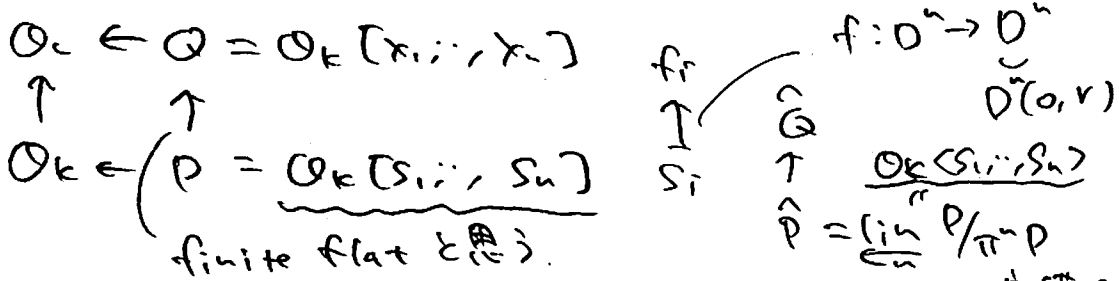 O_L ← Q = O_K[x_1, ..., x_n]
↑ ↑
O_K ← P = O_K[S_1, ..., S_n]
finite flat と思う.
f_i
↑
S_i
f : D^n → D^n
∪
D^n(0, r)
Q̂
↑ O_K<S_1, ..., S_n>
P̂ = lim_{←n} P/π^n P